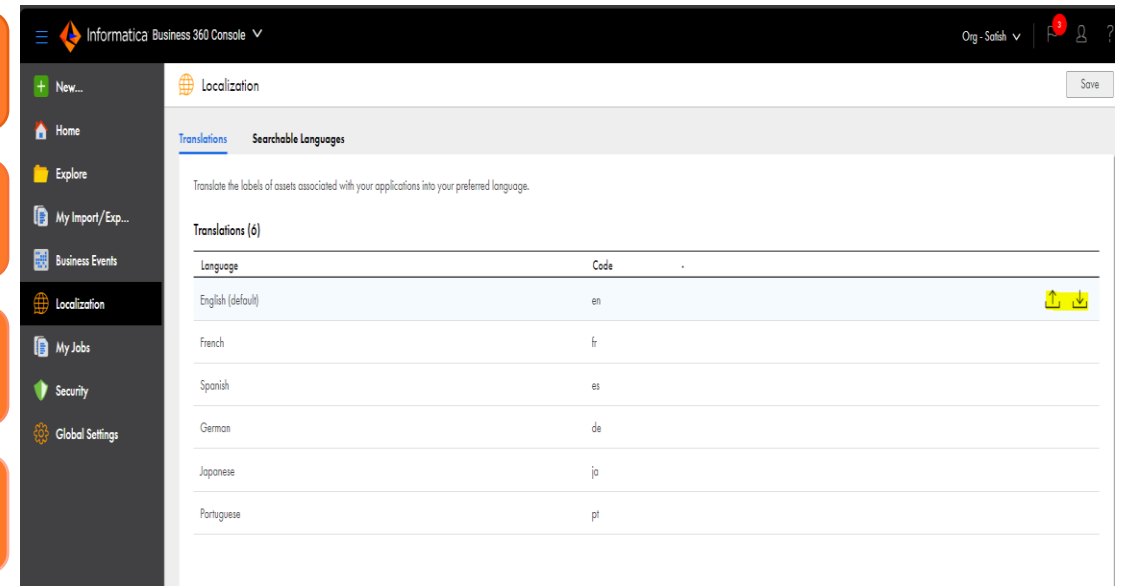 Informatica Business 360 Console
Org - Satish
3
?
New...
Localization
Save
Home
Translations Searchable Languages
Explore
Translate the labels of assets associated with your applications into your preferred language.
My Import/Exp...
Translations (6)
Business Events
Language Code
Localization
English (default) en
French fr
My Jobs
Spanish es
Security
German de
Global Settings
Japanese ja
Portuguese pt